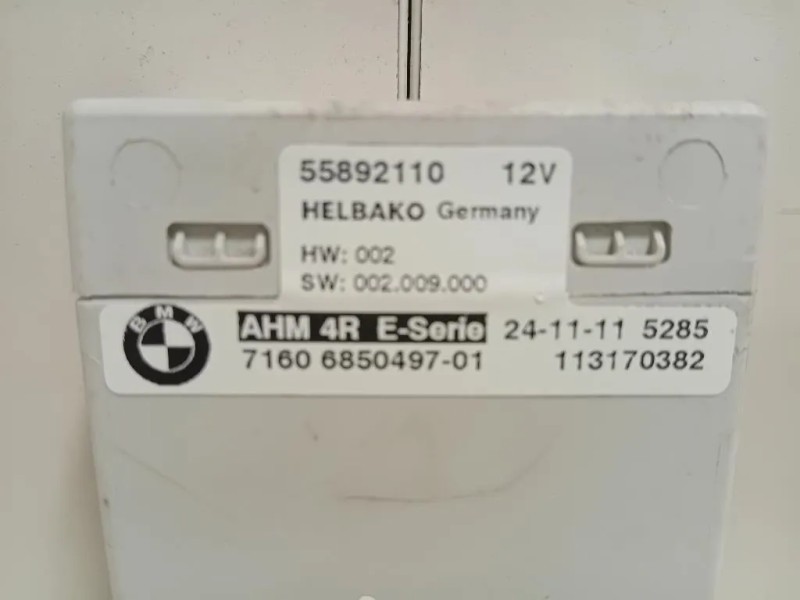 55892110 12V
HELBAKO Germany
HW: 002
SW: 002.009.000
BMW
AHM 4R E-Serie 24-11-11 5285
7160 6850497-01 113170382